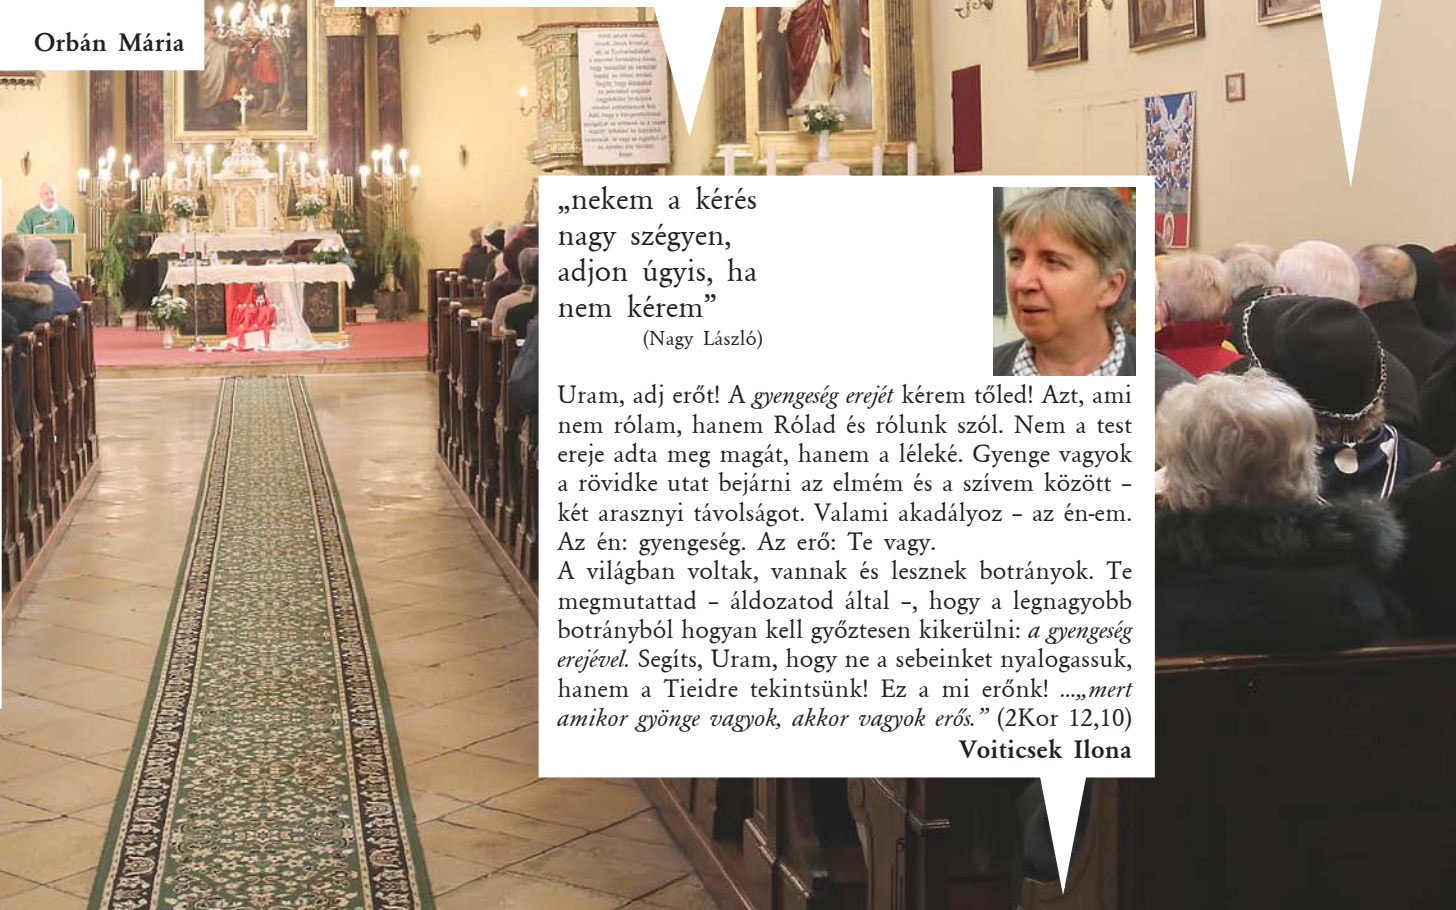 Orbán Mária
„nekem a kérés
nagy szégyen,
adjon úgyis, ha
nem kérem”
(Nagy László)
Uram, adj erőt! A gyengeség erejét kérem tőled! Azt, ami
nem rólam, hanem Rólad és rólunk szól. Nem a test
ereje adta meg magát, hanem a léleké. Gyenge vagyok
a rövidke utat bejárni az elmém és a szívem között –
két arasznyi távolságot. Valami akadályoz – az én-em.
Az én: gyengeség. Az erő: Te vagy.
A világban voltak, vannak és lesznek botrányok. Te
megmutattad – áldozatod által –, hogy a legnagyobb
botrányból hogyan kell győztesen kikerülni: a gyengeség
erejével. Segíts, Uram, hogy ne a sebeinket nyalogassuk,
hanem a Tieidre tekintsünk! Ez a mi erőnk! ...„mert
amikor gyönge vagyok, akkor vagyok erős.” (2Kor 12,10)
Voiticsek Ilona